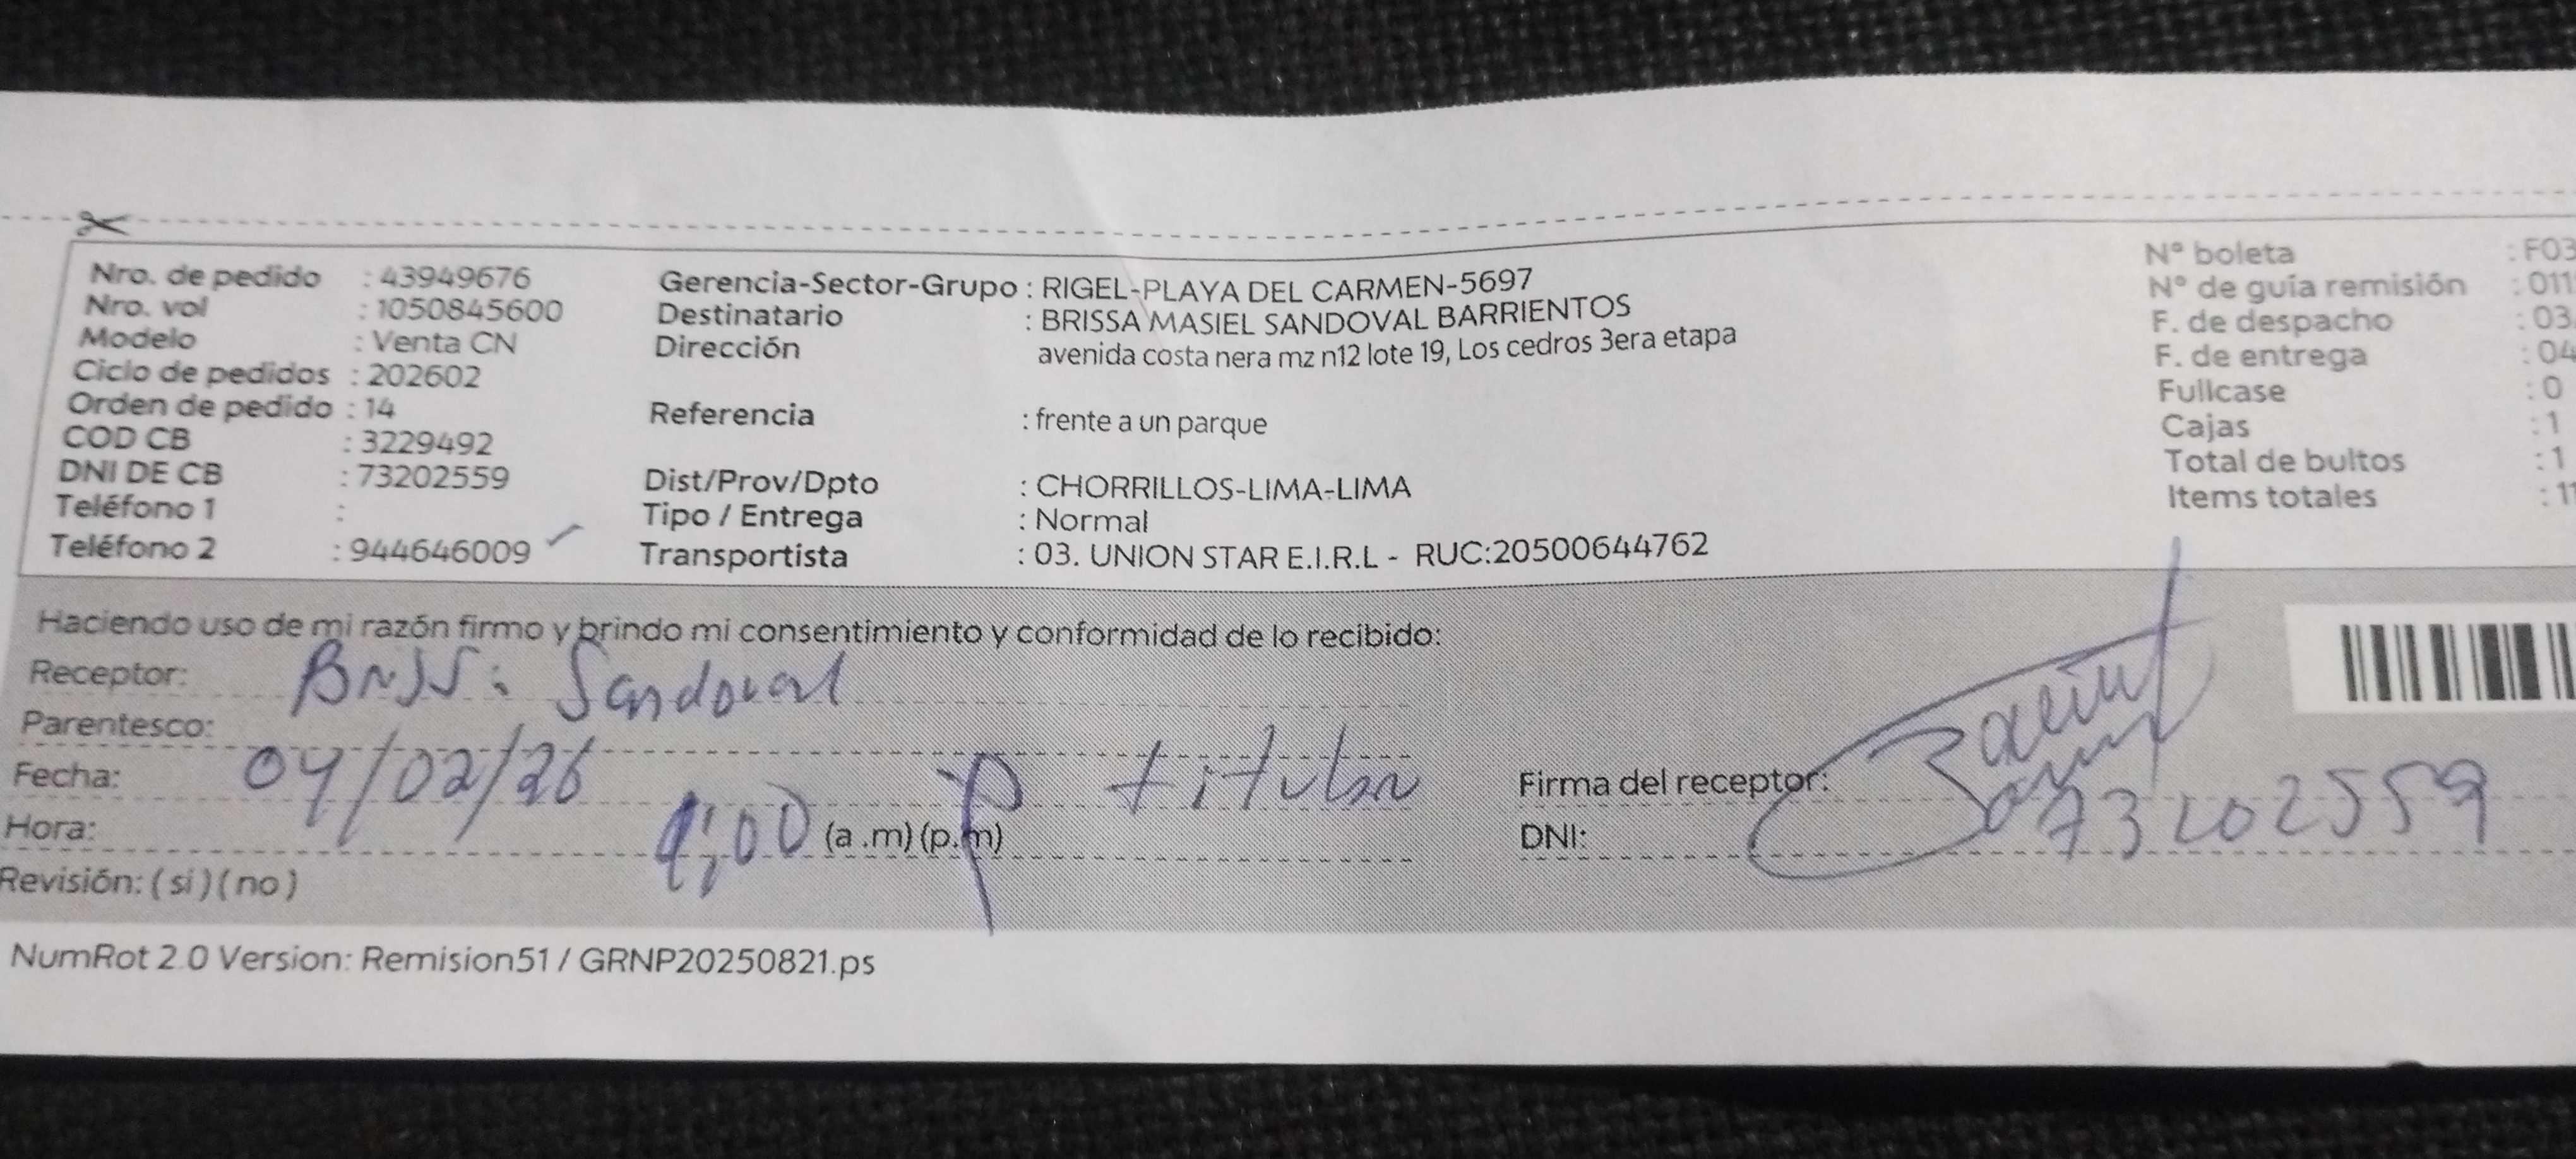 Nro. de pedido : 43949676
Nro. vol : 1050845600
Modelo : Venta CN
Ciclo de pedidos : 202602
Orden de pedido : 14
COD CB : 3229492
DNI DE CB : 73202559
Teléfono 1 :
Teléfono 2 : 944646009
Gerencia-Sector-Grupo : RIGEL-PLAYA DEL CARMEN-5697
Destinatario : BRISSA MASIEL SANDOVAL BARRIENTOS
Dirección avenida costa nera mz n12 lote 19, Los cedros 3era etapa
Referencia : frente a un parque
Dist/Prov/Dpto : CHORRILLOS-LIMA-LIMA
Tipo / Entrega : Normal
Transportista : 03. UNION STAR E.I.R.L - RUC:20500644762
N° boleta : F03
N° de guía remisión : 011
F. de despacho : 03
F. de entrega : 04
Fullcase : 0
Cajas : 1
Total de bultos : 1
Items totales : 11
Haciendo uso de mi razón firmo y brindo mi consentimiento y conformidad de lo recibido:
Receptor: Sandoval
Parentesco:
Fecha: 04/02/26 titular
Hora: (a .m) (p.m)
Revisión: ( si ) ( no )
Firma del receptor:
DNI: 73202559
NumRot 2.0 Version: Remision51 / GRNP20250821.ps